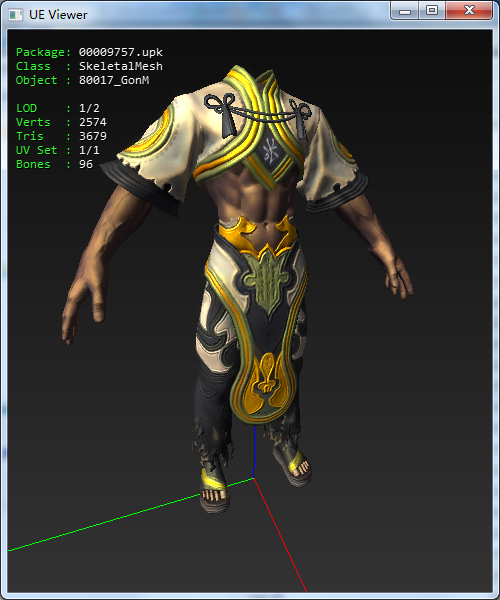 UE Viewer
Package: 00009757.upk
Class : SkeletalMesh
Object : 80017_GonM
LOD : 1/2
Verts : 2574
Tris : 3679
UV Set : 1/1
Bones : 96